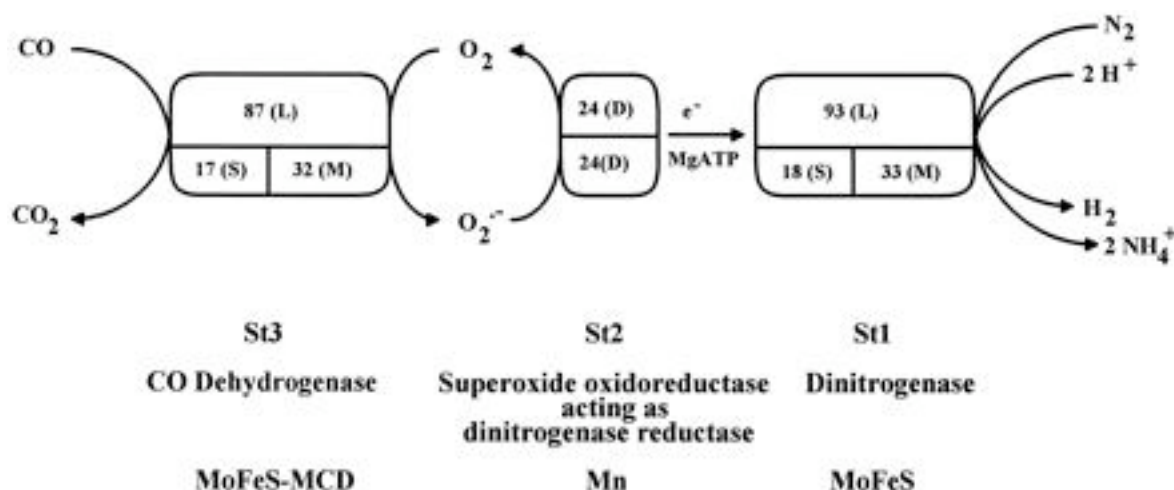 CO
CO2
87 (L)
17 (S) 32 (M)
O2
O2·-
24 (D)
24(D)
e-
MgATP
93 (L)
18 (S) 33 (M)
N2
2 H+
H2
2 NH4+
St3 St2 St1
CO Dehydrogenase Superoxide oxidoreductase Dinitrogenase
acting as
dinitrogenase reductase
MoFeS-MCD Mn MoFeS